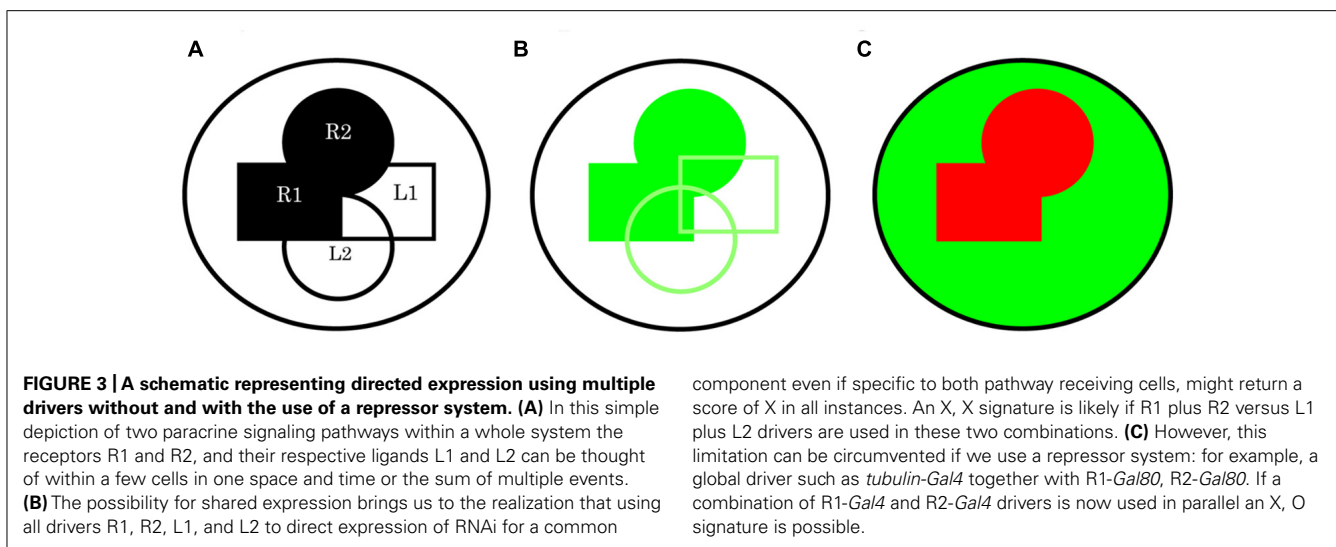 A
B
C
R2
R1
L1
L2
FIGURE 3 | A schematic representing directed expression using multiple
drivers without and with the use of a repressor system. (A) In this simple
depiction of two paracrine signaling pathways within a whole system the
receptors R1 and R2, and their respective ligands L1 and L2 can be thought
of within a few cells in one space and time or the sum of multiple events.
(B) The possibility for shared expression brings us to the realization that using
all drivers R1, R2, L1, and L2 to direct expression of RNAi for a common
component even if specific to both pathway receiving cells, might return a
score of X in all instances. An X, X signature is likely if R1 plus R2 versus L1
plus L2 drivers are used in these two combinations. (C) However, this
limitation can be circumvented if we use a repressor system: for example, a
global driver such as tubulin-Gal4 together with R1-Gal80, R2-Gal80. If a
combination of R1-Gal4 and R2-Gal4 drivers is now used in parallel an X, O
signature is possible.